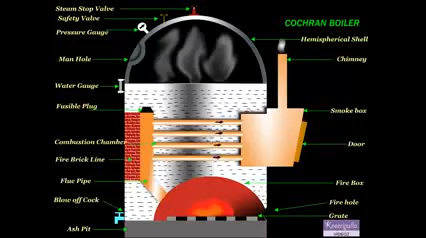 Steam Stop Valve
Safety Valve
Pressure Gauge
Man Hole
Water Gauge
Fusible Plug
Combustion Chamber
Fire Brick Line
Flue Pipe
Blow off Cock
Ash Pit
COCHRAN BOILER
Hemispherical Shell
Chimney
Smoke box
Door
Fire Box
Fire hole
Grate
VIDEOZ